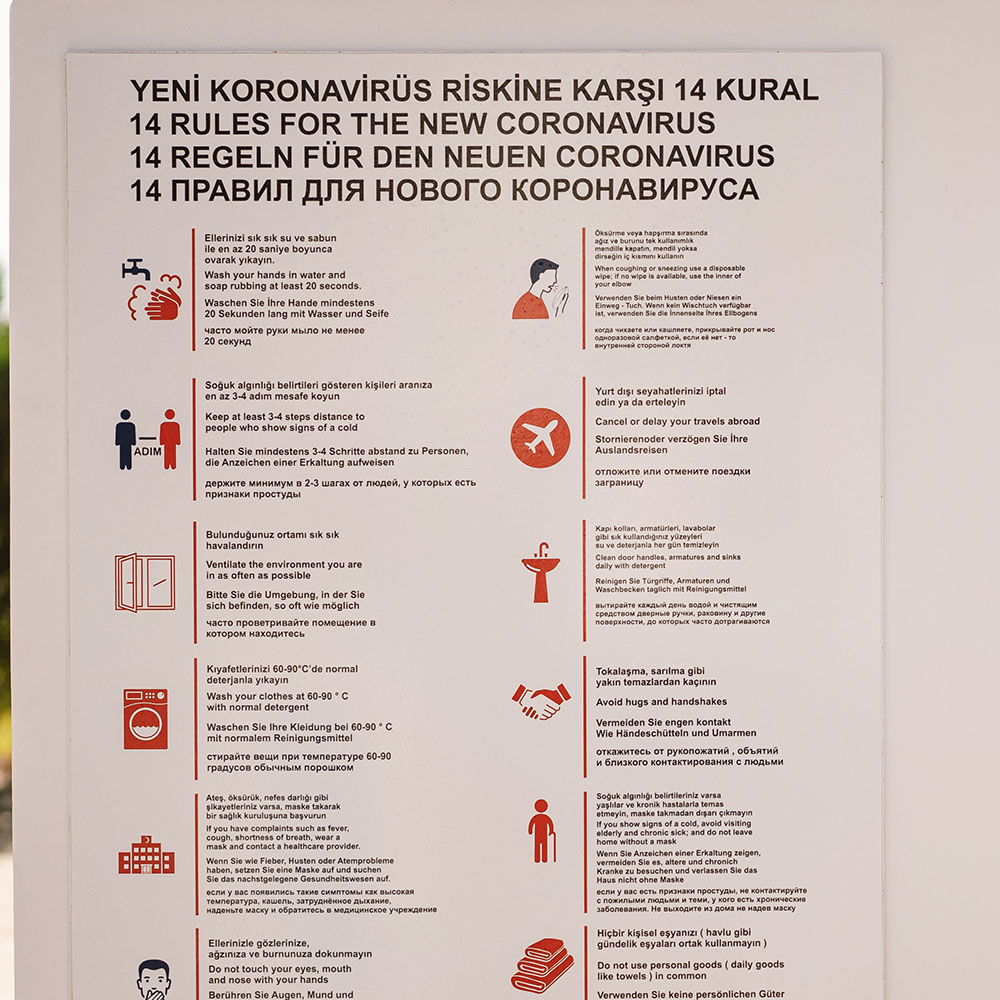 YENİ KORONAVİRÜS RİSKİNE KARŞI 14 KURAL
14 RULES FOR THE NEW CORONAVIRUS
14 REGELN FÜR DEN NEUEN CORONAVIRUS
14 ПРАВИЛ ДЛЯ НОВОГО КОРОНАВИРУСА
Ellerinizi sık sık su ve sabun
ile en az 20 saniye boyunca
ovarak yıkayın.
Wash your hands in water and
soap rubbing at least 20 seconds.
Waschen Sie İhre Hande mindestens
20 Sekunden lang mit Wasser und Seife
часто мойте руки мыло не менее
20 секунд
Öksürme veya hapşırma sırasında
ağız ve burunu tek kullanımlık
mendille kapatın, mendil yoksa
dirseğin iç kısmını kullanın
When coughing or sneezing use a disposable
wipe; if no wipe is available, use the inner of
your elbow
Verwenden Sie beim Husten oder Niesen ein
Einweg - Tuch. Wenn kein Wischtuch verfügbar
ist, verwenden Sie die İnnenseite İhres Ellbogens
когда чихаете или кашляете, прикрывайте рот и нос
одноразовой салфеткой, если её нет - то
внутренней стороной локтя
Soğuk algınlığı belirtileri gösteren kişileri aranıza
en az 3-4 adım mesafe koyun
Keep at least 3-4 steps distance to
people who show signs of a cold
Halten Sie mindestens 3-4 Schritte abstand zu Personen,
die Anzeichen einer Erkaltung aufweisen
держите минимум в 2-3 шагах от людей, у которых есть
признаки простуды
ADIM
Yurt dışı seyahatlerinizi iptal
edin ya da erteleyin
Cancel or delay your travels abroad
Stornierenoder verzögen Sie İhre
Auslandsreisen
отложите или отмените поездки
заграницу
Bulunduğunuz ortamı sık sık
havalandırın
Ventilate the environment you are
in as often as possible
Bitte Sie die Umgebung, in der Sie
sich befinden, so oft wie möglich
часто проветривайте помещение в
котором находитесь
Kapı kolları, armatürleri, lavabolar
gibi sık kullandığınız yüzeyleri
su ve deterjanla her gün temizleyin
Clean door handles, armatures and sinks
daily with detergent
Reinigen Sie Türgriffe, Armaturen und
Waschbecken taglich mit Reinigungsmittel
вытирайте каждый день водой и чистящим
средством дверные ручки, раковину и другие
поверхности, до которых часто дотрагиваются
Kıyafetlerinizi 60-90°C'de normal
deterjanla yıkayın
Wash your clothes at 60-90 ° C
with normal detergent
Waschen Sie Ihre Kleidung bei 60-90 ° C
mit normalem Reinigungsmittel
стирайте вещи при температуре 60-90
градусов обычным порошком
Tokalaşma, sarılma gibi
yakın temazlardan kaçının
Avoid hugs and handshakes
Vermeiden Sie engen kontakt
Wie Händeschütteln und Umarmen
откажитесь от рукопожатий , объятий
и близкого контактирования с людьми
Ateş, öksürük, nefes darlığı gibi
şikayetleriniz varsa, maske takarak
bir sağlık kuruluşuna başvurun
If you have complaints such as fever,
cough, shortness of breath, wear a
mask and contact a healthcare provider.
Wenn Sie wie Fieber, Husten oder Atemprobleme
haben, setzen Sie eine Maske auf und suchen
Sie das nachstgelegene Gesundheitswesen auf.
если у вас появились такие симптомы как высокая
температура, кашель, затруднённое дыхание,
наденьте маску и обратитесь в медицинское учреждение
Soğuk algınlığı belirtileriniz varsa
yaşlılar ve kronik hastalarla temas
etmeyin, maske takmadan dışarı çıkmayın
If you show signs of a cold, avoid visiting
elderly and chronic sick; and do not leave
home without a mask
Wenn Sie Anzeichen einer Erkaltung zeigen,
vermeiden Sie es, altere und chronich
Kranke zu besuchen und verlassen Sie das
Haus nicht ohne Maske
если у вас есть признаки простуды, не контактируйте
с пожилыми людьми и теми, у кого есть хронические
заболевания. Не выходите из дома не надев маску
Ellerinizle gözlerinize,
ağzınıza ve burnunuza dokunmayın
Do not touch your eyes, mouth
and nose with your hands
Berühren Sie Augen, Mund und
Hiçbir kişisel eşyanızı ( havlu gibi
gündelik eşyaları ortak kullanmayın )
Do not use personal goods ( daily goods
like towels ) in common
Verwenden Sie keine persönlichen Güter